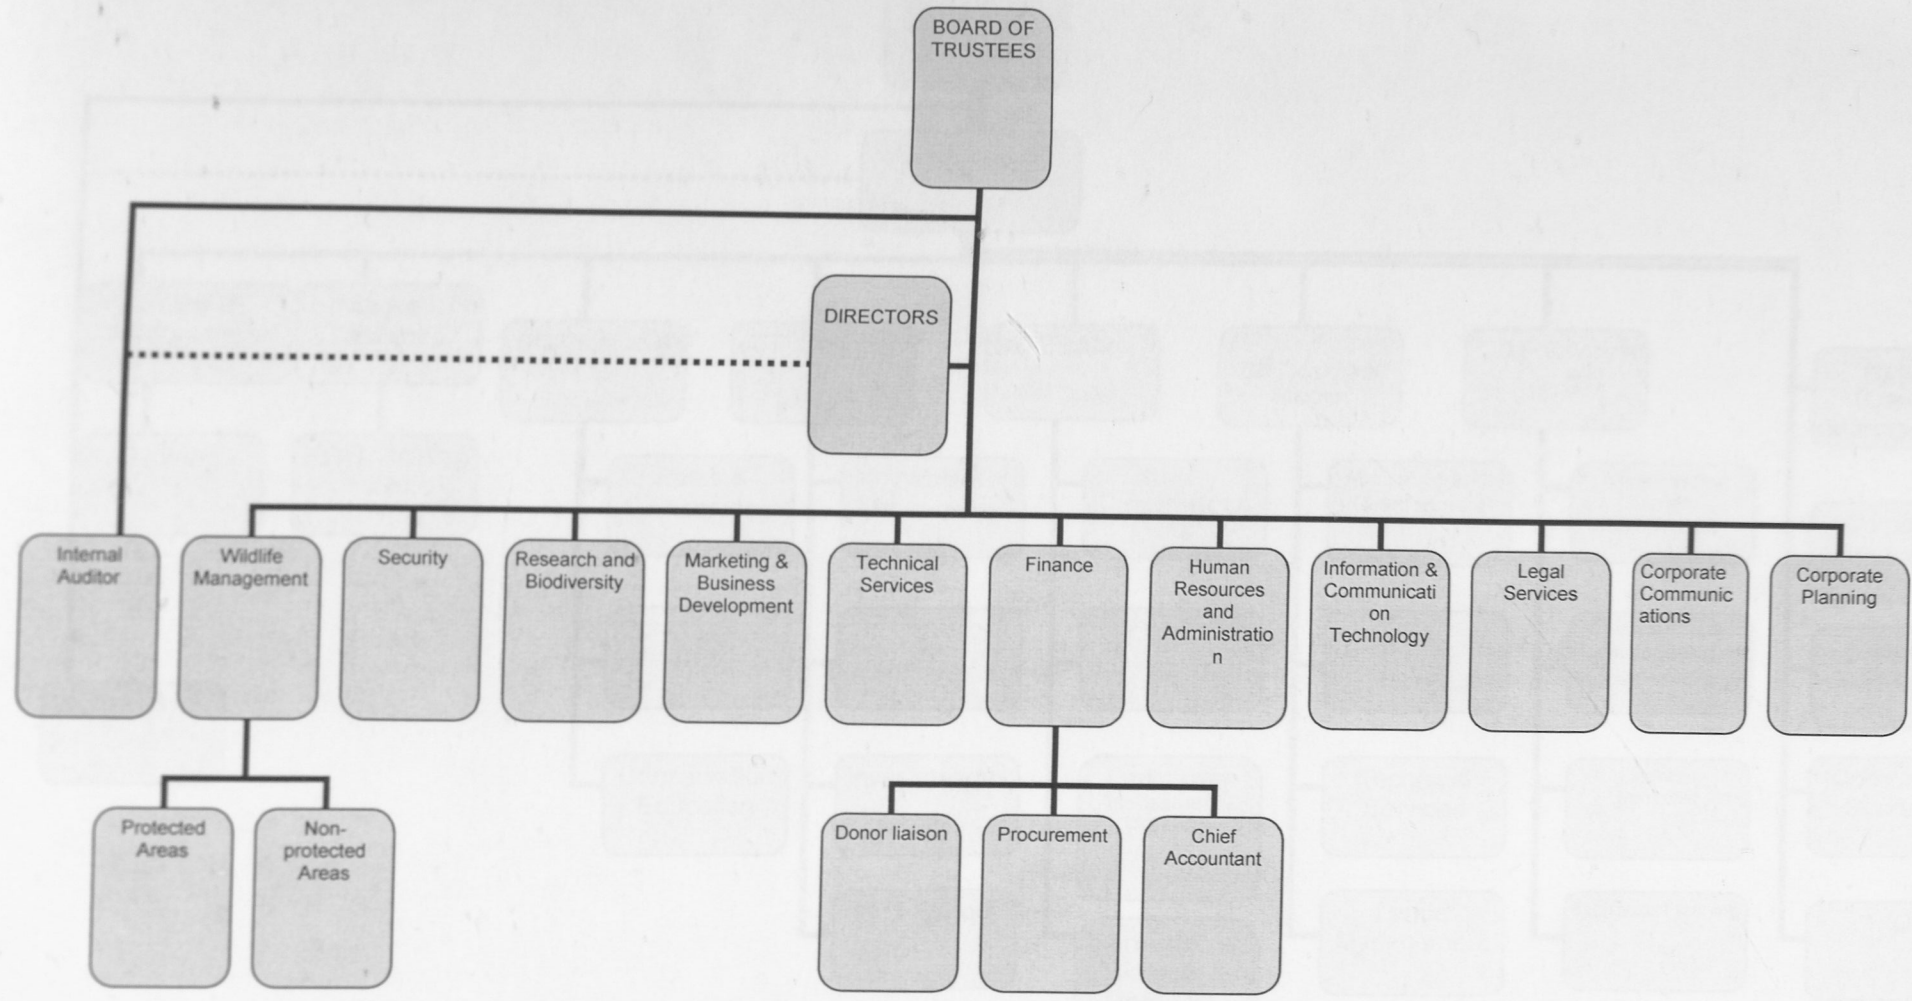 BOARD OF
TRUSTEES
DIRECTORS
Internal
Auditor
Wildlife
Management
Security
Research and
Biodiversity
Marketing &
Business
Development
Technical
Services
Finance
Human
Resources
and
Administratio
n
Information &
Communicati
on
Technology
Legal
Services
Corporate
Communic
ations
Corporate
Planning
Protected
Areas
Non-
protected
Areas
Donor liaison
Procurement
Chief
Accountant